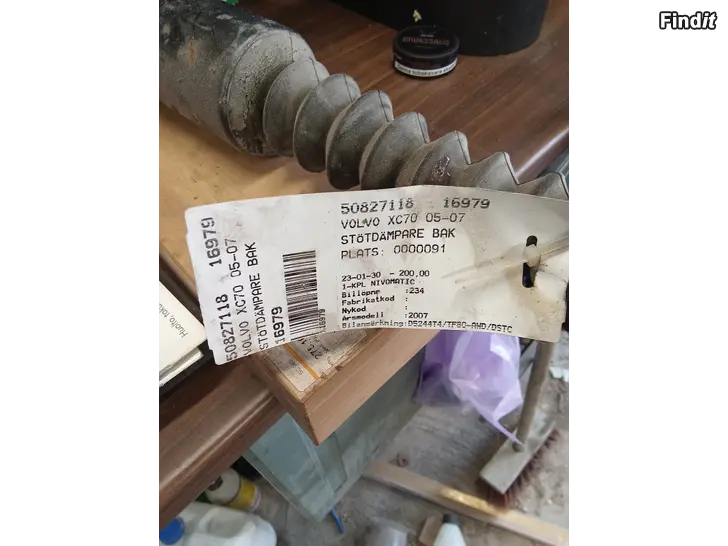 Findit
50827118 16979
VOLVO XC70 05-07
STÖTDÄMPARE BAK
PLATS: 0000091
23-01-30 - 200,00
1-KPL NIVOMATIC
Billöpnr :234
Fabrikatkod :
Nykod :
Årsmodell :2007
Bilanmärkning:D5244T4/TF80-AWD/DSTC
50827118 16979
VOLVO XC70 05-07
STÖTDÄMPARE BAK
16979
16979